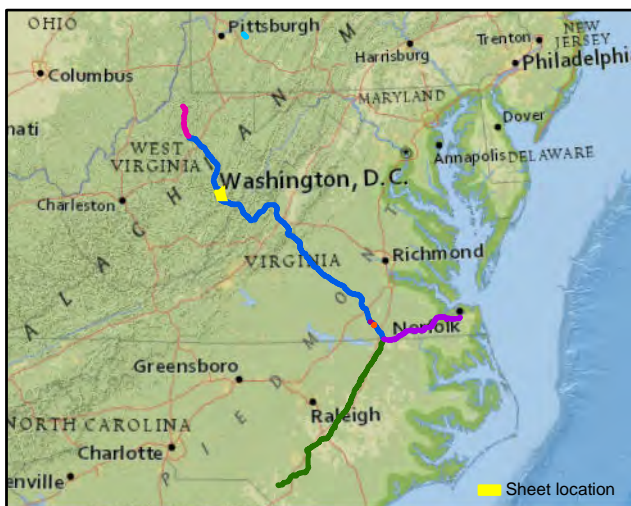 OHIO
Pittsburgh
M
Harrisburg
Trenton
NEW
JERSEY
Columbus
Philadelphia
MARYLAND
N
Dover
nati
A
I
WEST
VIRGINIA
L
Annapolis
DELAWARE
H
Washington, D.C.
Charleston
C
T
A
N
L
Richmond
VIRGINIA
O
A
P
P
A
M
Norfolk
Greensboro
D
E
Raleigh
NORTH CAROLINA
I
Charlotte
P
enville
Sheet location